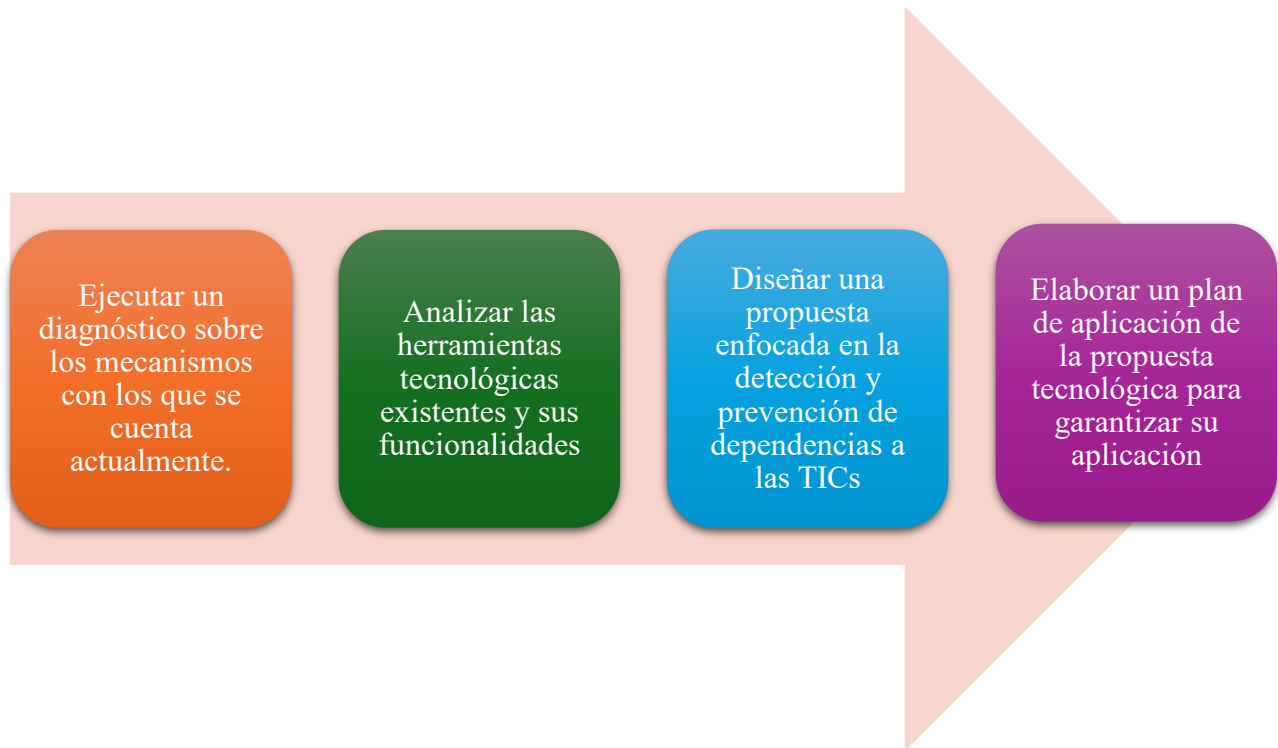 Ejecutar un
diagnóstico sobre
los mecanismos
con los que se
cuenta
actualmente.
Analizar las
herramientas
tecnológicas
existentes y sus
funcionalidades
Diseñar una
propuesta
enfocada en la
detección y
prevención de
dependencias a
las TICs
Elaborar un plan
de aplicación de
la propuesta
tecnológica para
garantizar su
aplicación